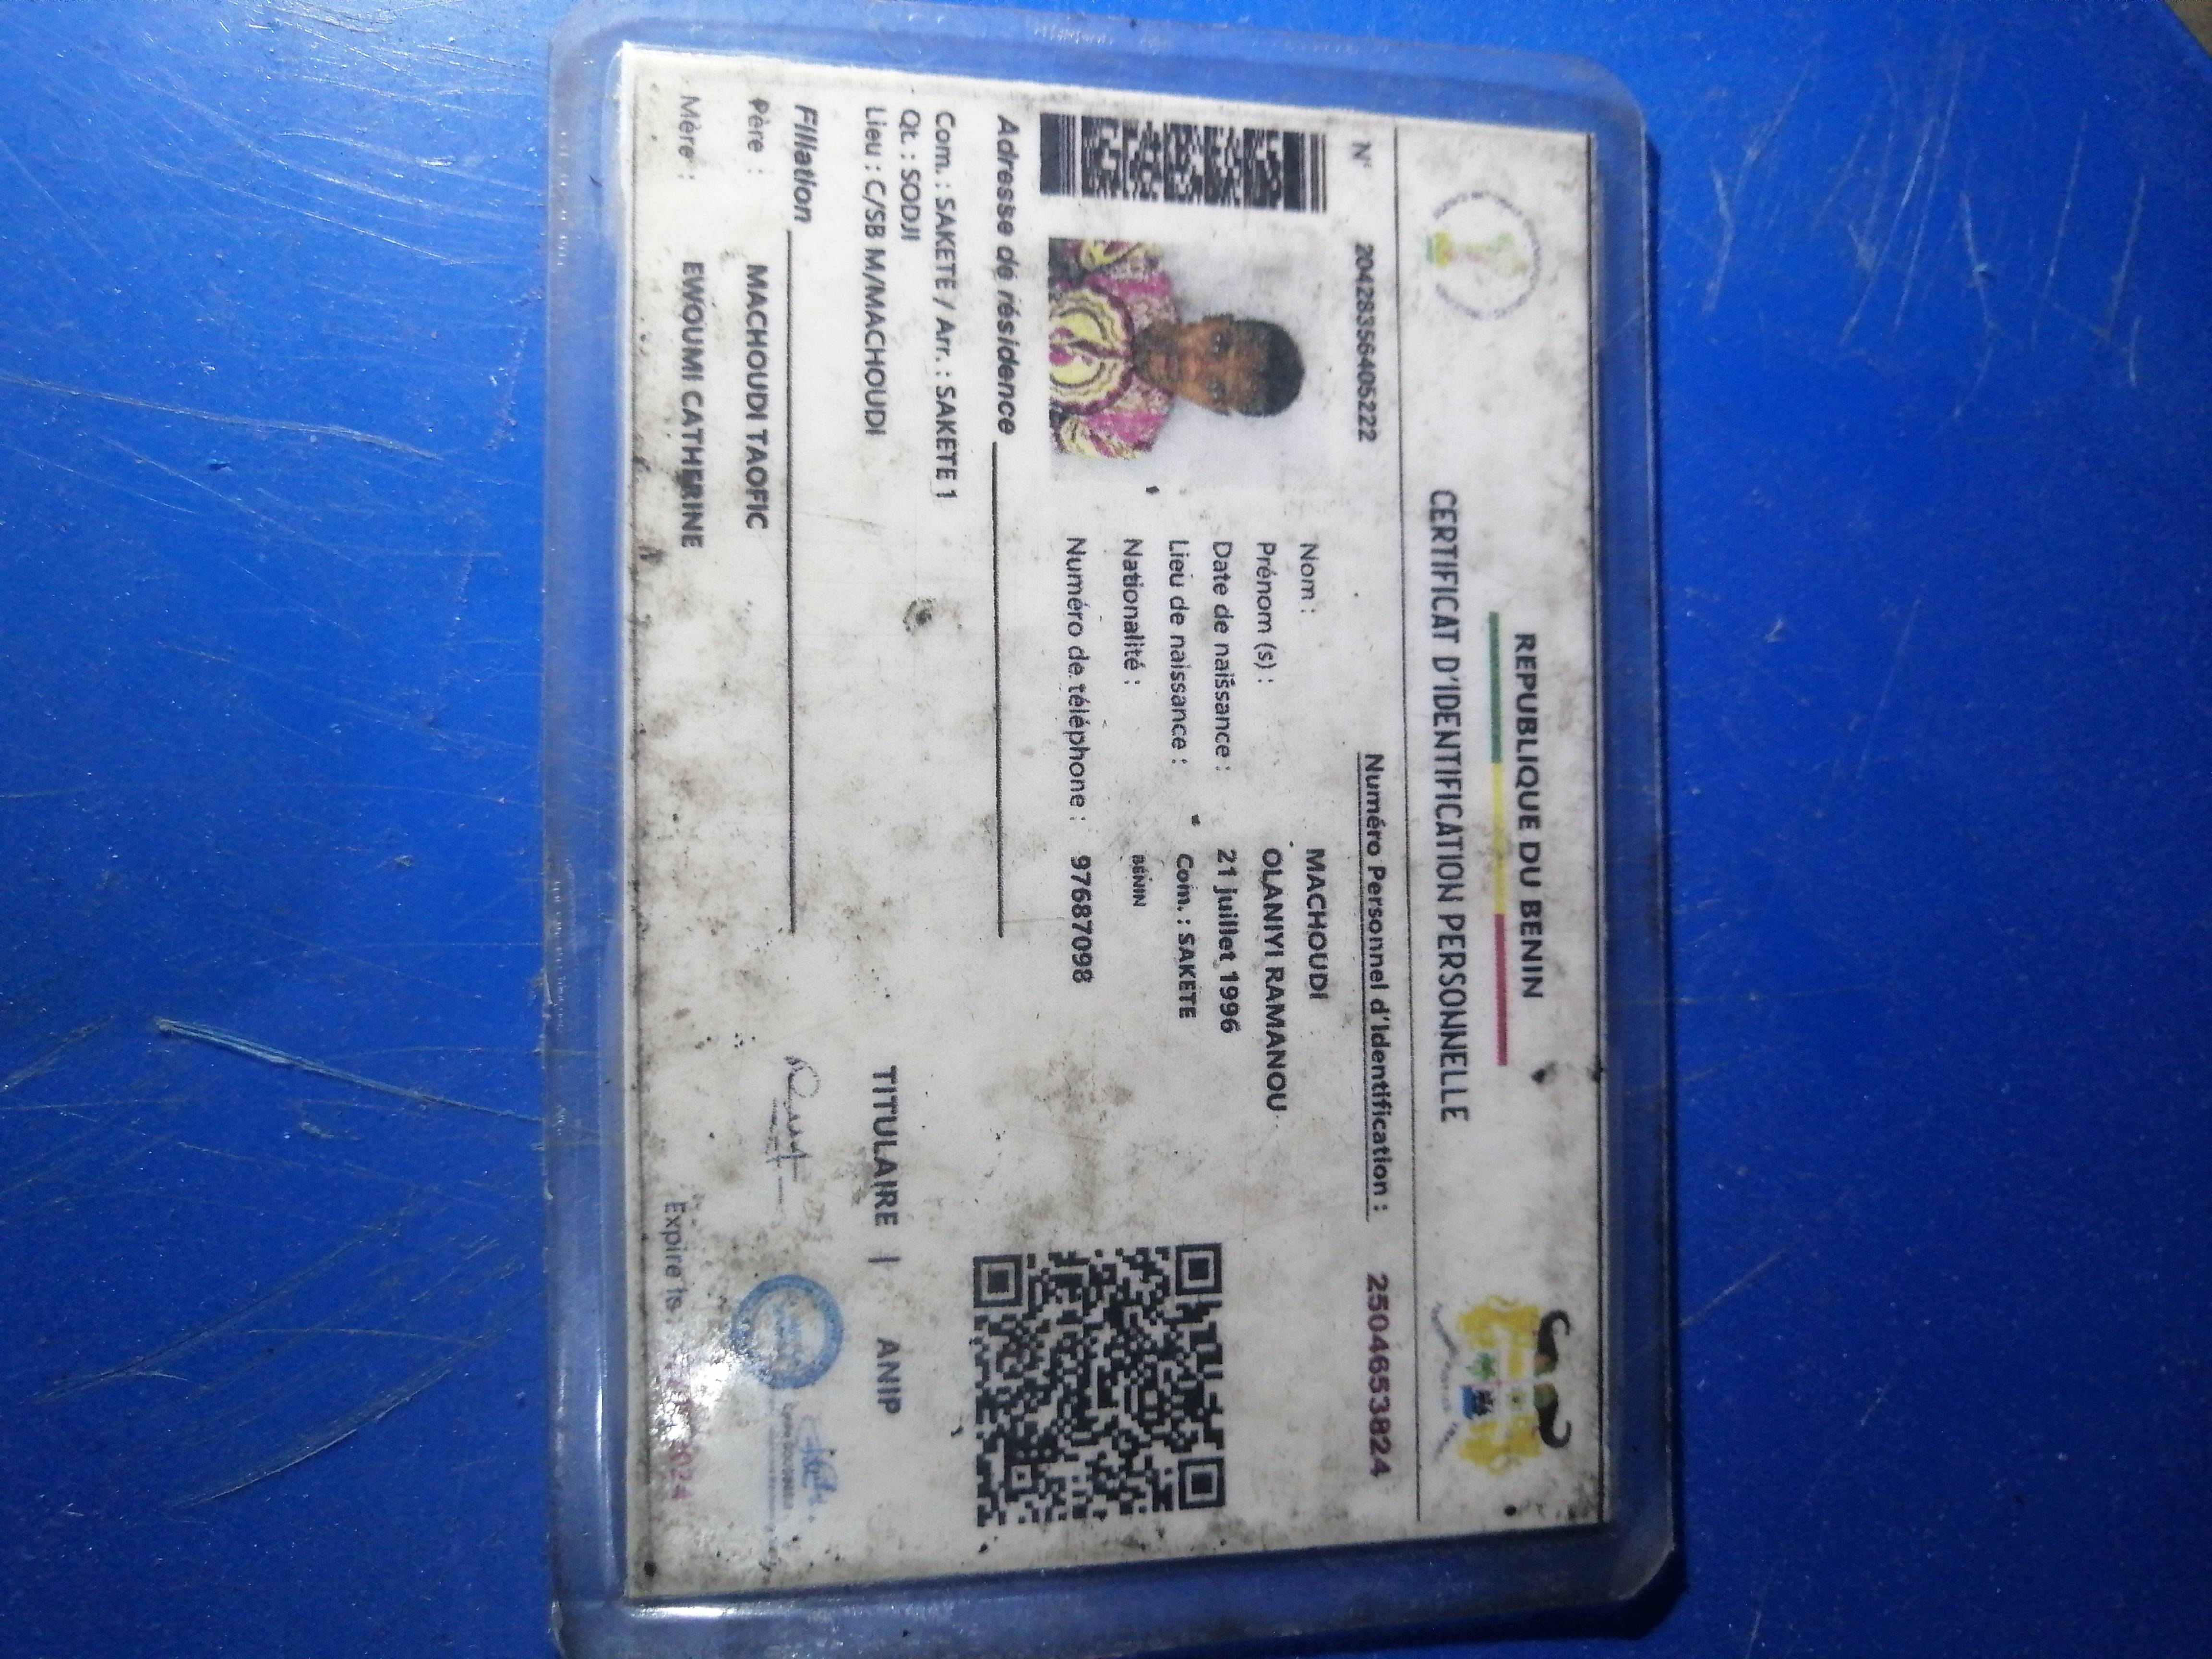 REPUBLIQUE DU BENIN
CERTIFICAT D'IDENTIFICATION PERSONNELLE
N° 20428356405222
Numéro Personnel d'Identification : 2504653824
Nom : MACHOUDI
Prénom (s) : OLANIYI RAMANOU
Date de naissance : 21 juillet 1996
Lieu de naissance : Com. : SAKETE
Nationalité : BENIN
Numéro de téléphone : 97687098
Adresse de résidence
Com. : SAKETE / Arr. : SAKETE 1
Qt. : SODJI
Lieu : C/SB M/MACHOUDI
TITULAIRE | ANIP
Filiation
Père : MACHOUDI TAOFIC
Mère : EWOUMI CATHERINE
Expire le : 2024